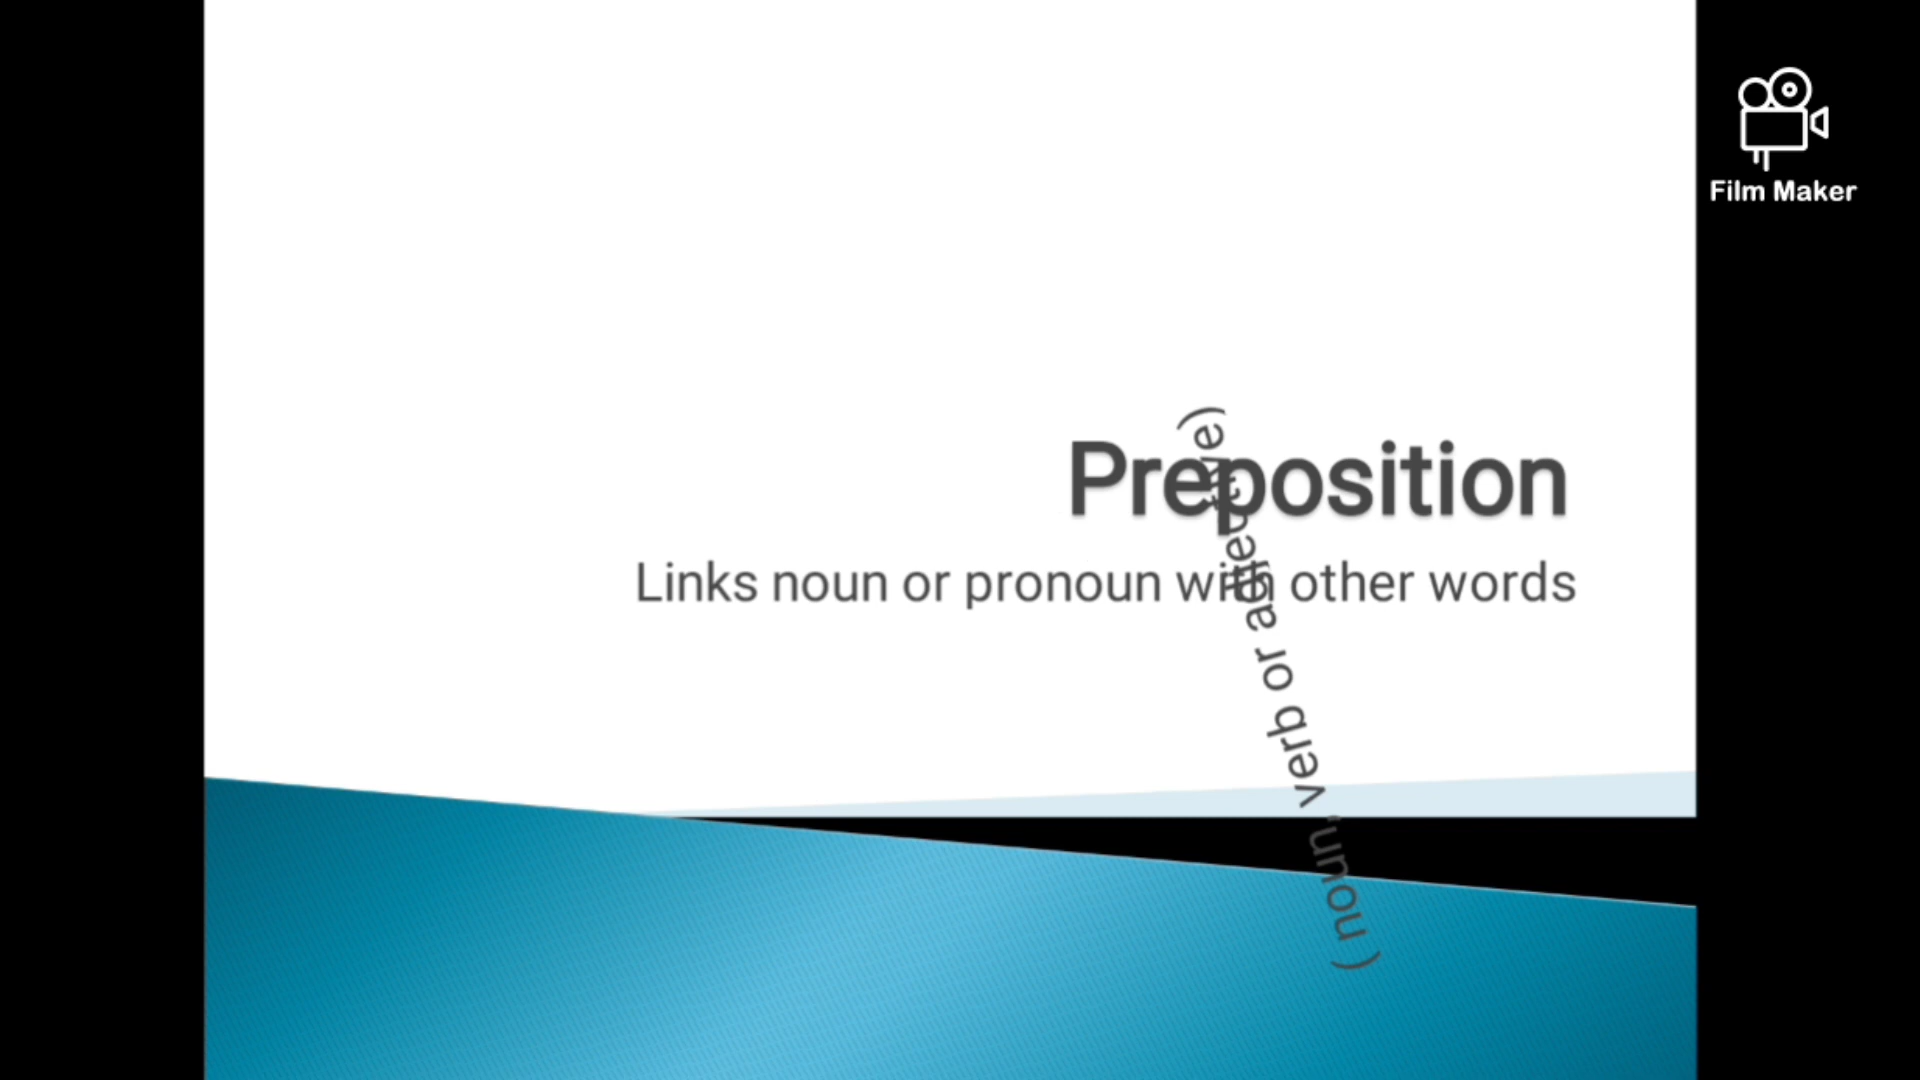 Film Maker
Preposition
Links noun or pronoun with other words
( noun, verb or adjective)